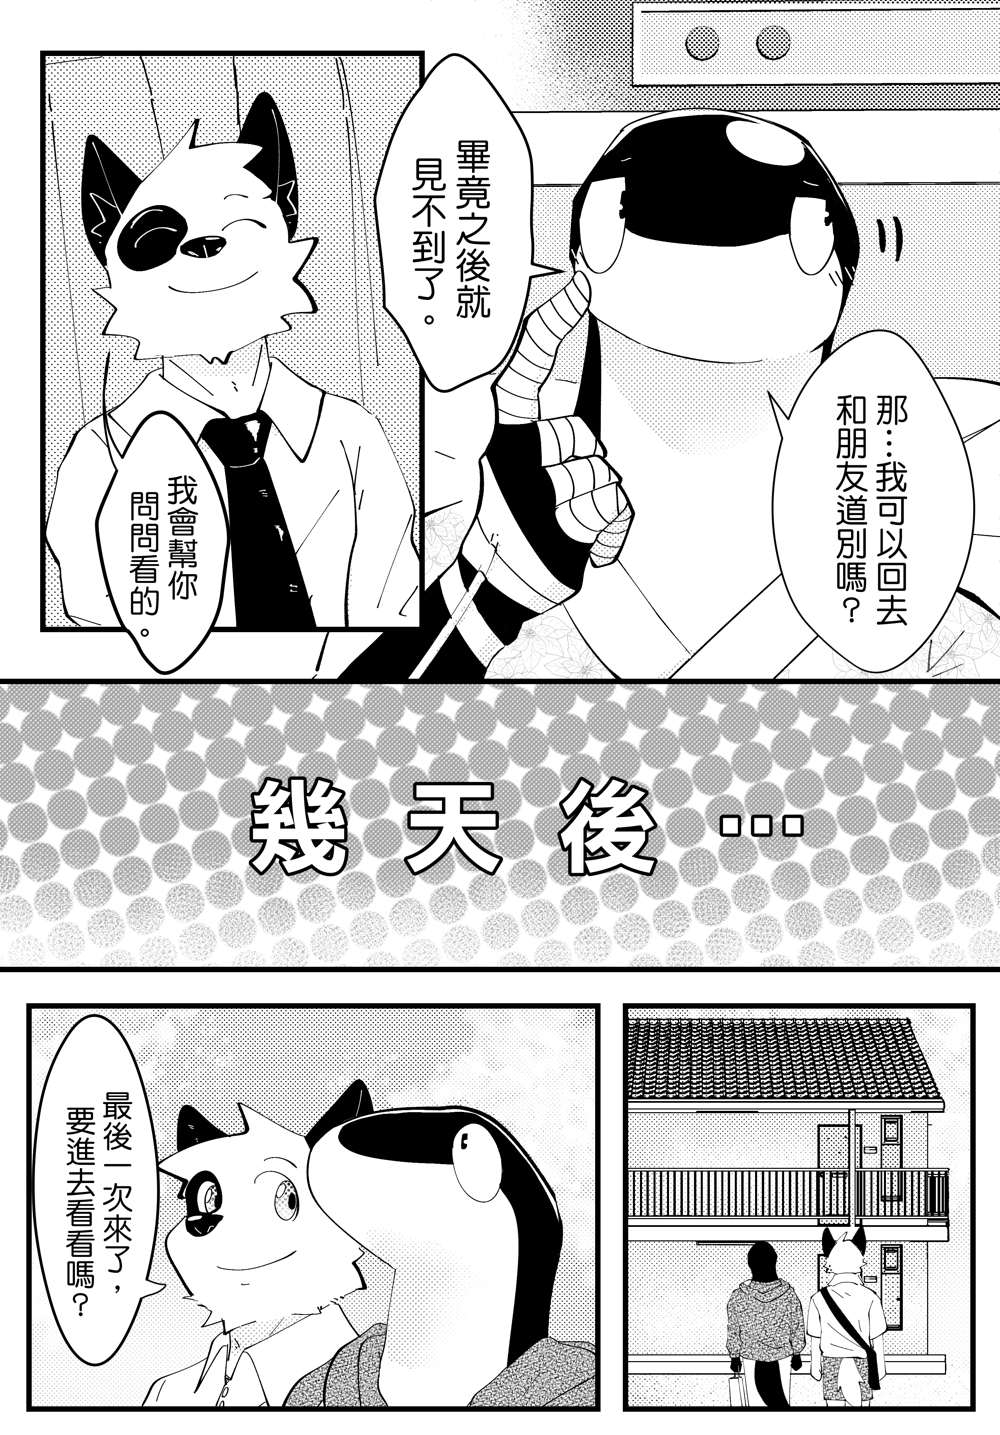 那…我可以回去
和朋友道別嗎？
畢竟之後就
見不到了。
我會幫你
問問看的。
幾天後…
最後一次來了，
要進去看看嗎？